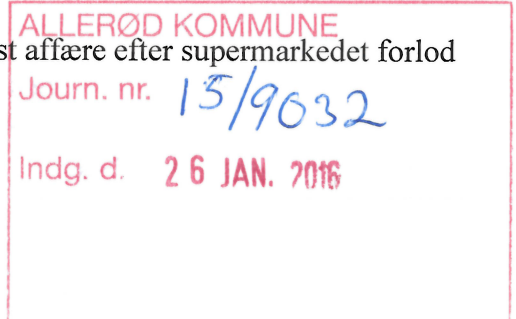 ALLERØD KOMMUNE
st affære efter supermarkedet forlod
Journ. nr. 15/9032
Indg. d. 26 JAN. 2016